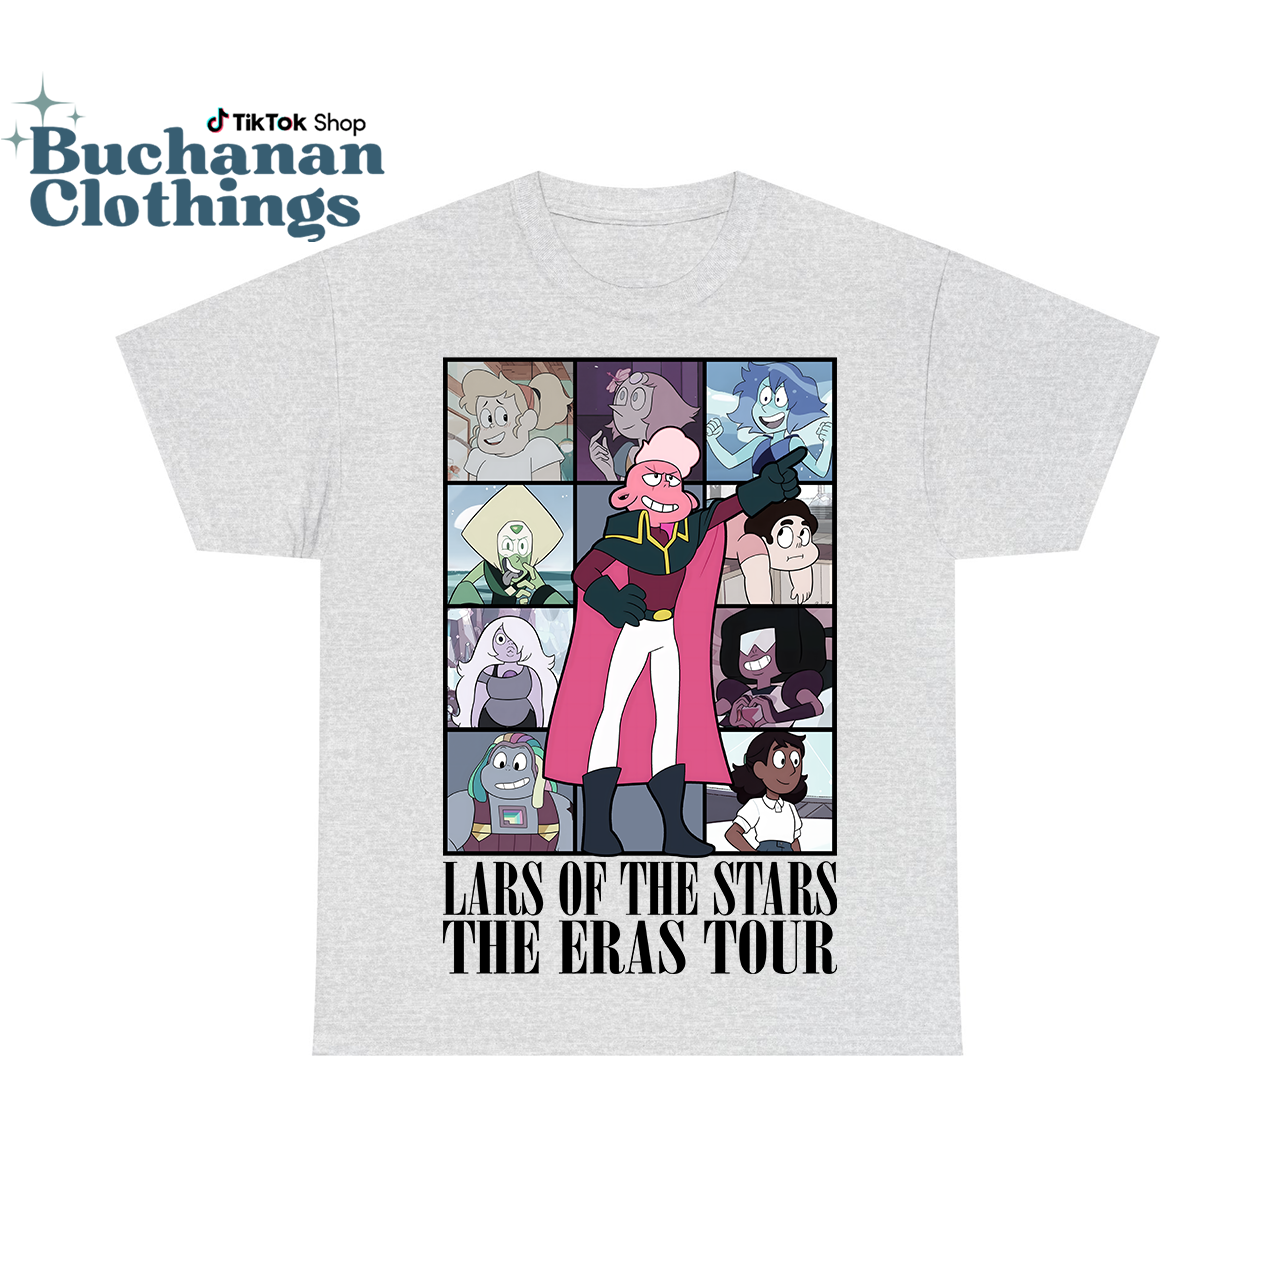 TikTok Shop
Buchanan
Clothings
LARS OF THE STARS
THE ERAS TOUR